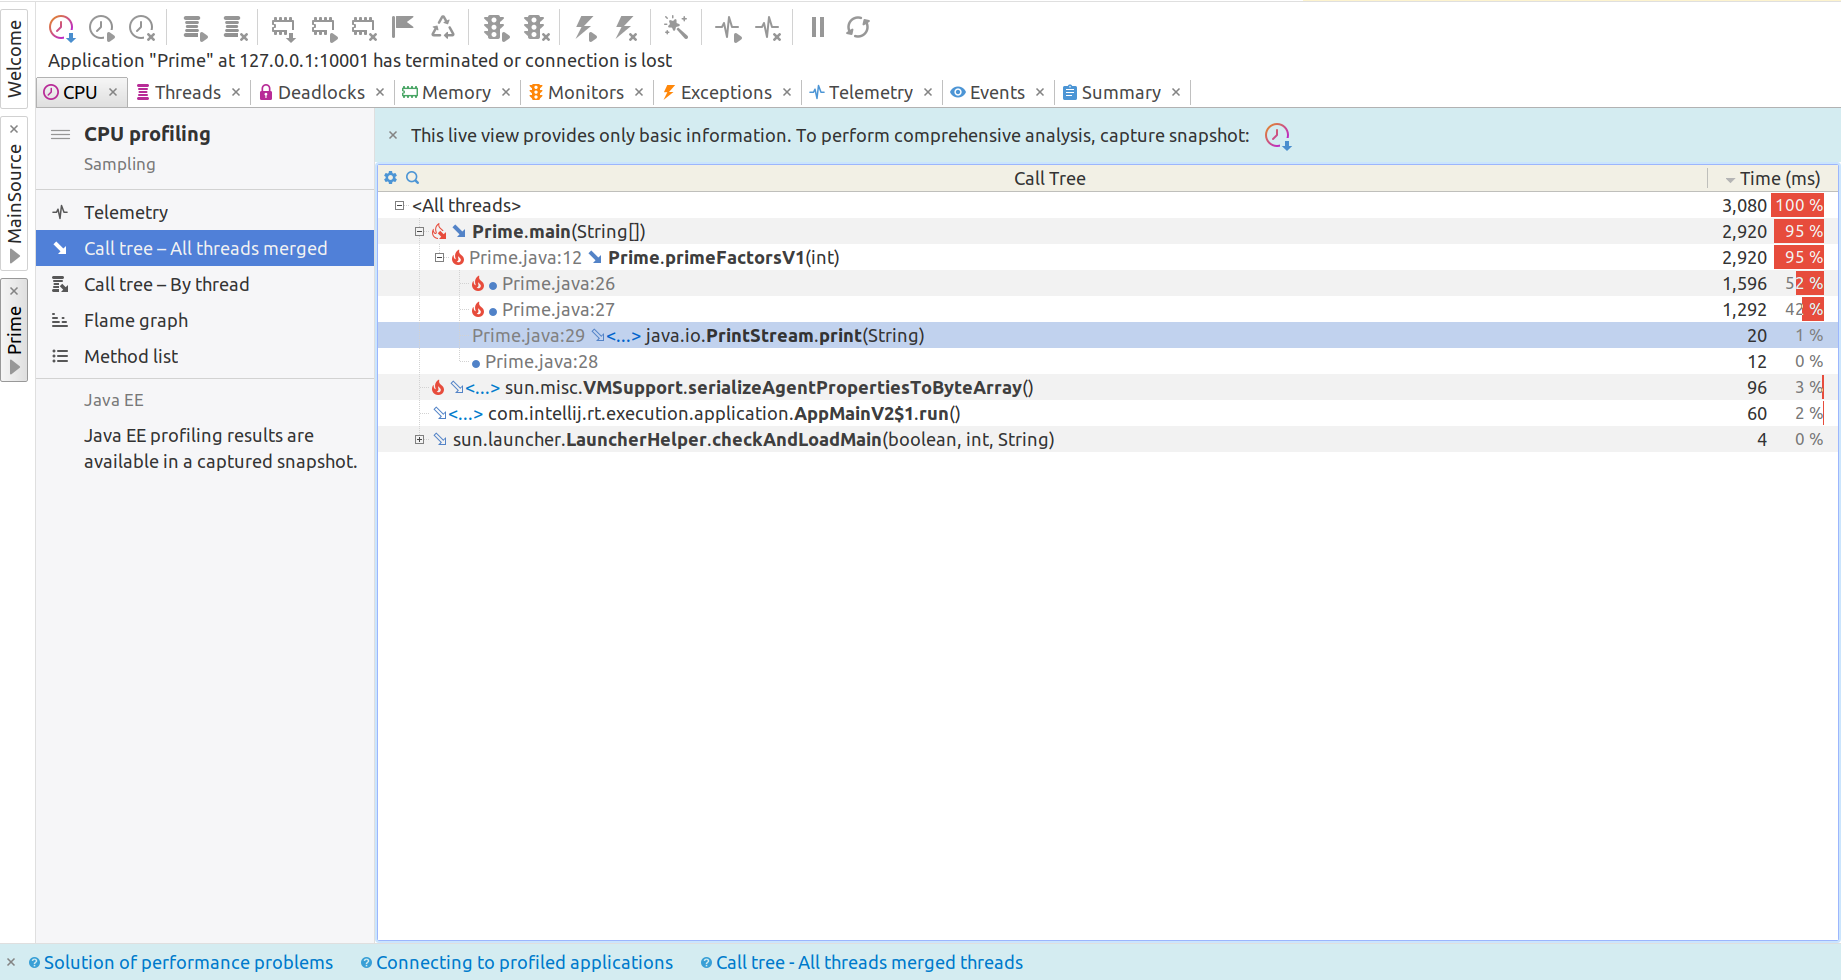 Application "Prime" at 127.0.0.1:10001 has terminated or connection is lost
Welcome
MainSource
Prime
CPU × Threads × Deadlocks × Memory × Monitors × Exceptions × Telemetry × Events × Summary ×
CPU profiling
Sampling
Telemetry
Call tree – All threads merged
Call tree – By thread
Flame graph
Method list
Java EE
Java EE profiling results are
available in a captured snapshot.
× This live view provides only basic information. To perform comprehensive analysis, capture snapshot:
Call Tree Time (ms)
<All threads> 3,080 100 %
Prime.main(String[]) 2,920 95 %
Prime.java:12 Prime.primeFactorsV1(int) 2,920 95 %
Prime.java:26 1,596 52 %
Prime.java:27 1,292 42 %
Prime.java:29 <...> java.io.PrintStream.print(String) 20 1 %
Prime.java:28 12 0 %
<...> sun.misc.VMSupport.serializeAgentPropertiesToByteArray() 96 3 %
<...> com.intellij.rt.execution.application.AppMainV2$1.run() 60 2 %
sun.launcher.LauncherHelper.checkAndLoadMain(boolean, int, String) 4 0 %
× Solution of performance problems Connecting to profiled applications Call tree - All threads merged threads